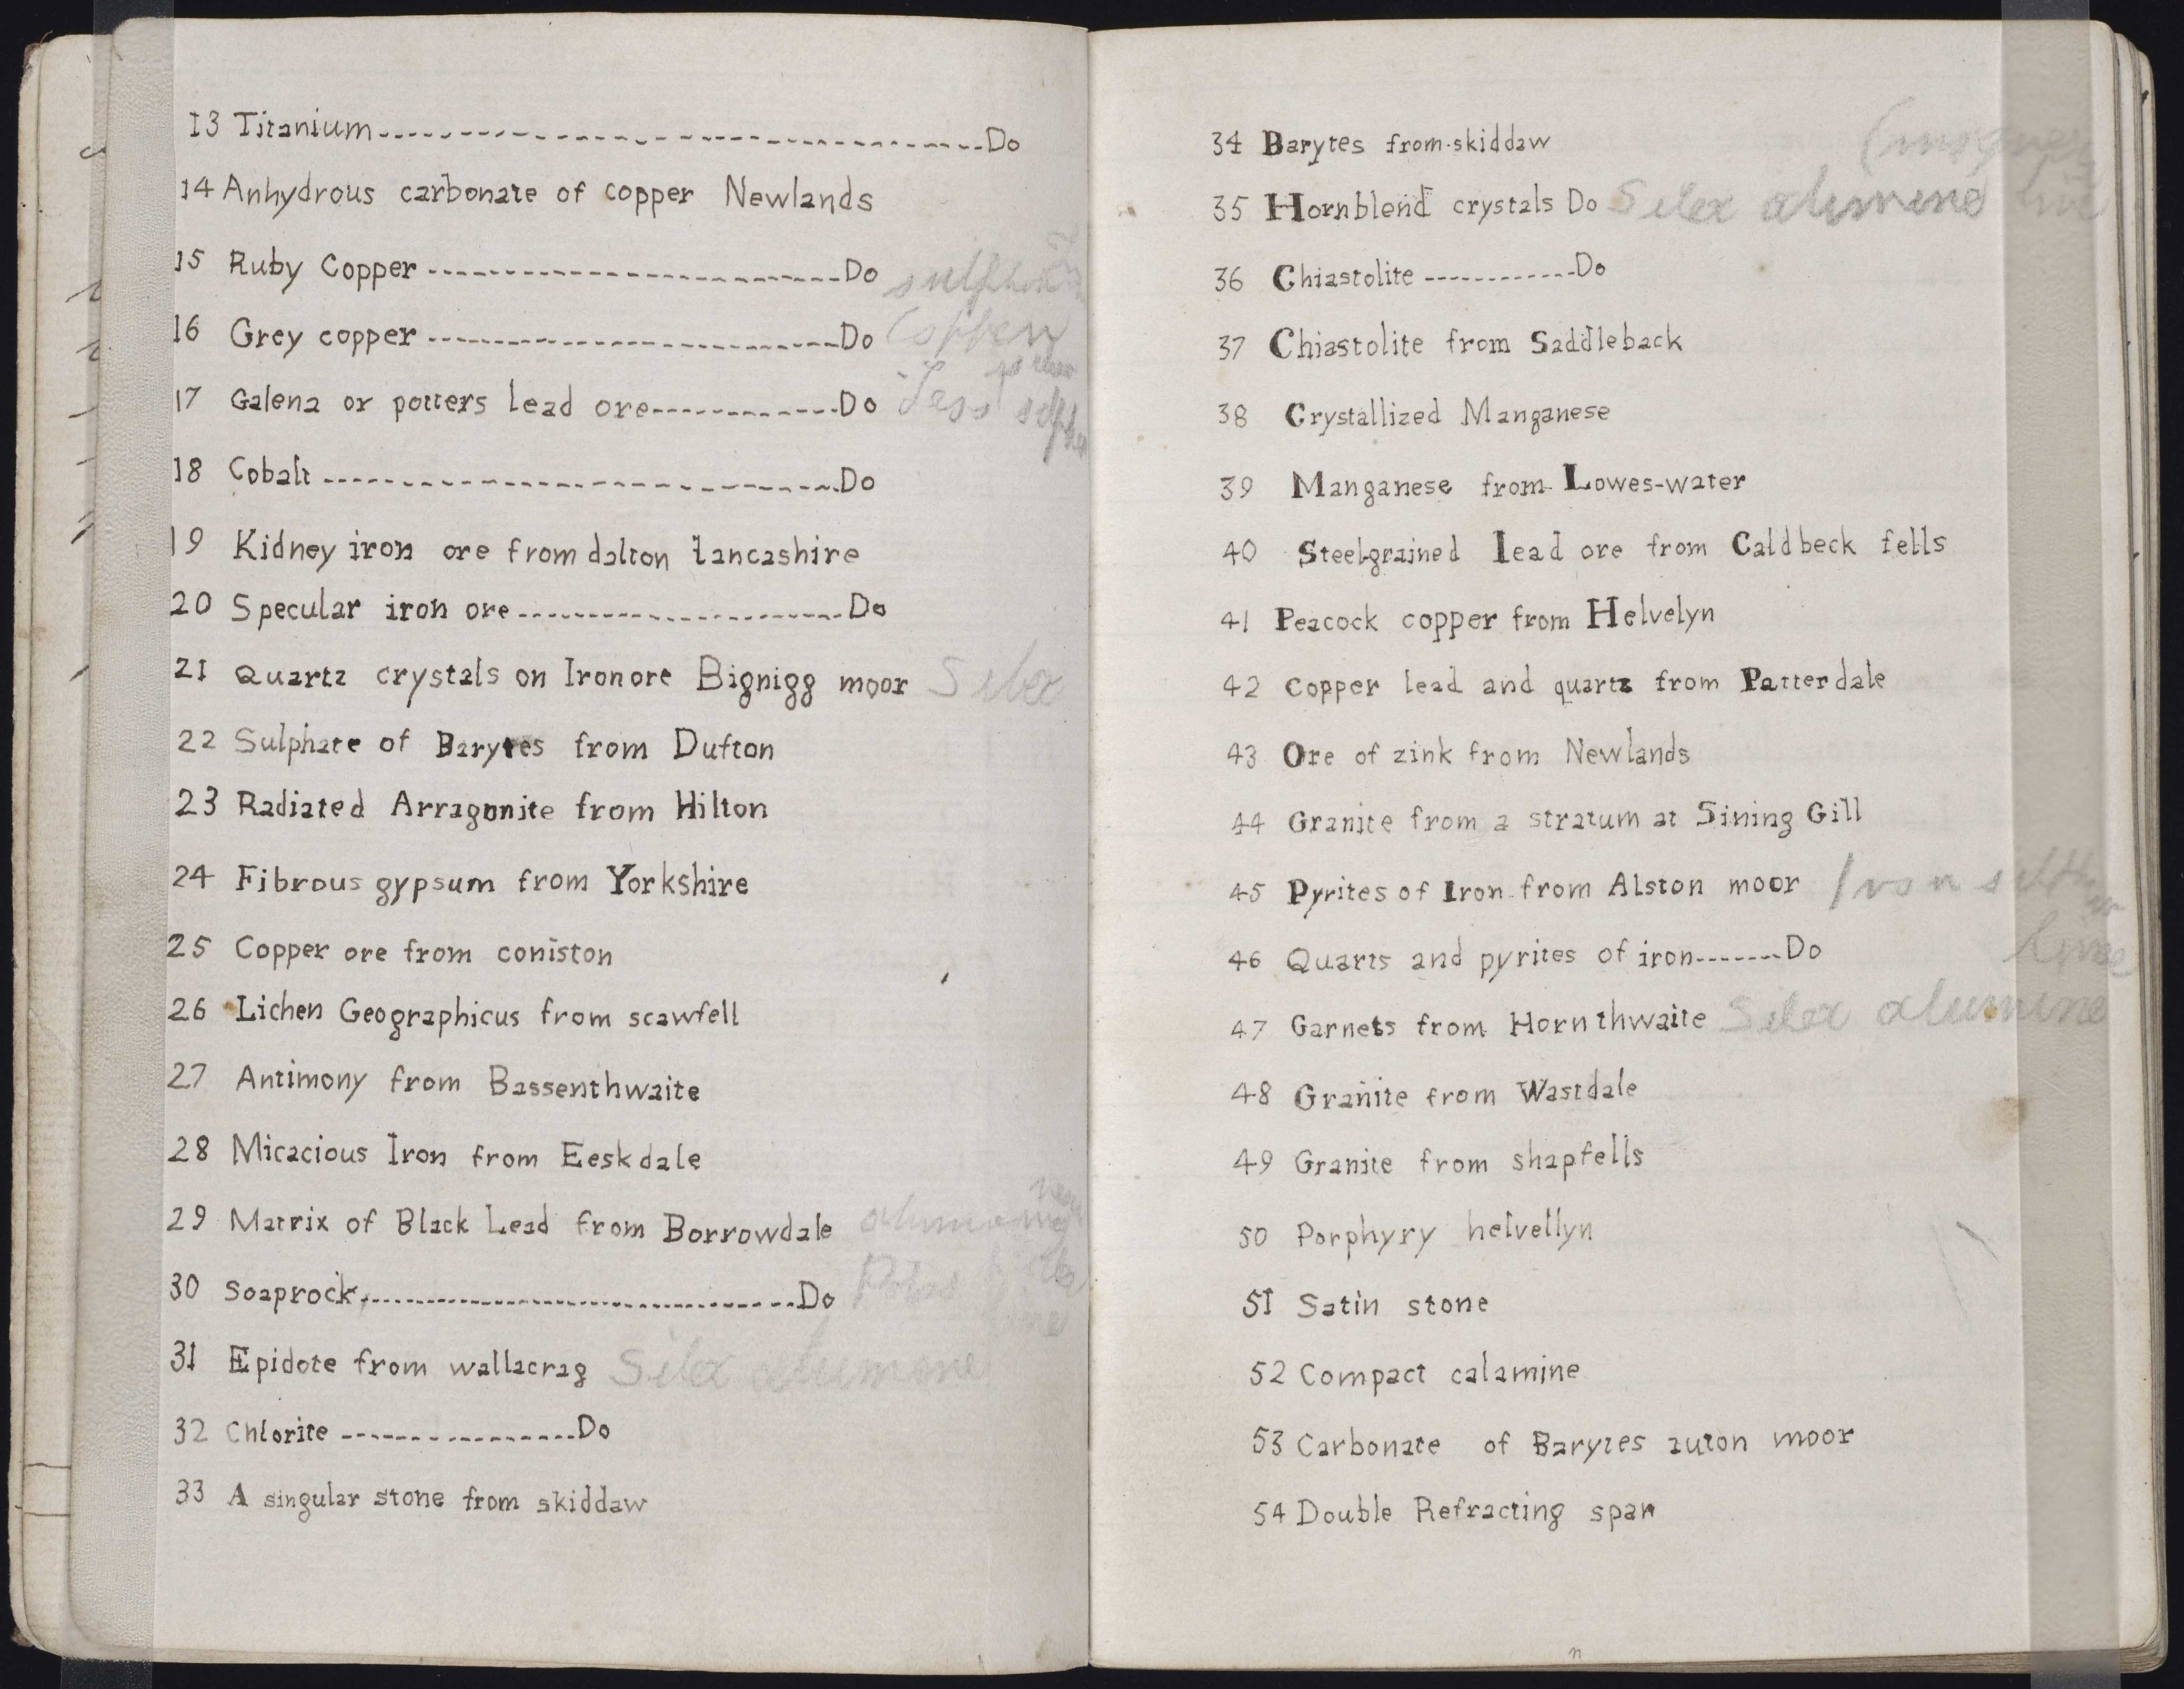 13 Titanium------------------------------------Do
14 Anhydrous carbonate of copper Newlands
15 Ruby Copper -------------------------Do
16 Grey copper -------------------------Do Copper
17 Galena or potters lead ore-------------Do Less
18 Cobalt ------------------------------Do
19 Kidney iron ore from dalton lancashire
20 Specular iron ore---------------------Do
21 Quartz crystals on Iron ore Bignigg moor Silex
22 Sulphate of Barytes from Dufton
23 Radiated Arragonite from Hilton
24 Fibrous gypsum from Yorkshire
25 Copper ore from coniston
26 Lichen Geographicus from scawfell
27 Antimony from Bassenthwaite
28 Micacious Iron from Eeskdale
29 Matrix of Black Lead from Borrowdale
30 Soaprock-----------------------------Do
31 Epidote from wallacrag Silex alumine
32 Chlorite -----------------Do
33 A singular stone from skiddaw
34 Barytes from skiddaw
35 Hornblend crystals Do Silex alumine
36 Chiastolite ------------Do
37 Chiastolite from Saddleback
38 Crystallized Manganese
39 Manganese from Lowes-water
40 Steel-grained lead ore from Caldbeck fells
41 Peacock copper from Helvelyn
42 Copper lead and quartz from Patterdale
43 Ore of zink from Newlands
44 Granite from a stratum at Sining Gill
45 Pyrites of Iron from Alston moor Iron
46 Quarts and pyrites of iron-------Do lime
47 Garnets from Hornthwaite Silex alumine
48 Granite from Wastdale
49 Granite from shapfells
50 Porphyry helvellyn
51 Satin stone
52 Compact calamine
53 Carbonate of Barytes auton moor
54 Double Refracting spar